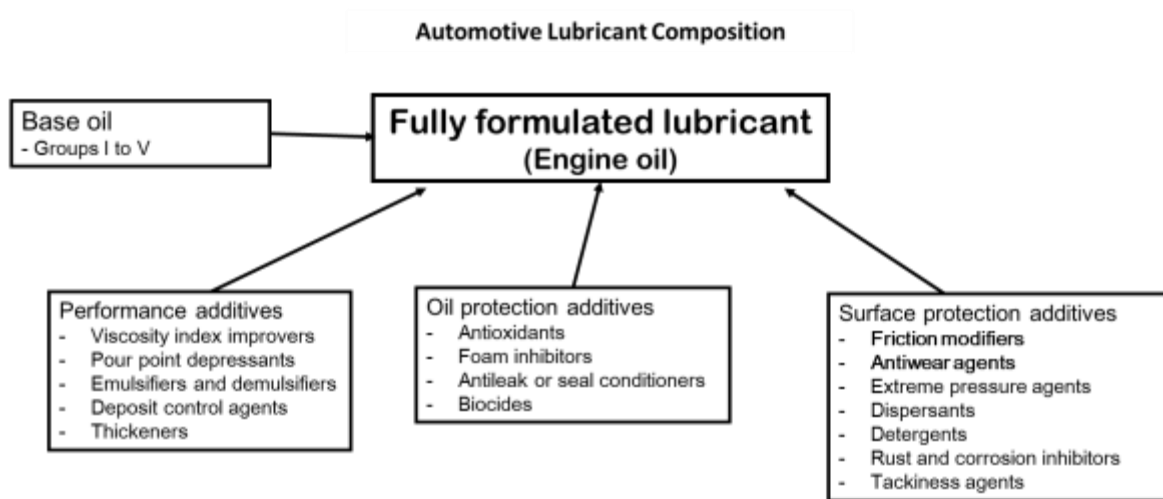 Automotive Lubricant Composition
Base oil
- Groups I to V
Fully formulated lubricant
(Engine oil)
Performance additives
- Viscosity index improvers
- Pour point depressants
- Emulsifiers and demulsifiers
- Deposit control agents
- Thickeners
Oil protection additives
- Antioxidants
- Foam inhibitors
- Antileak or seal conditioners
- Biocides
Surface protection additives
- Friction modifiers
- Antiwear agents
- Extreme pressure agents
- Dispersants
- Detergents
- Rust and corrosion inhibitors
- Tackiness agents